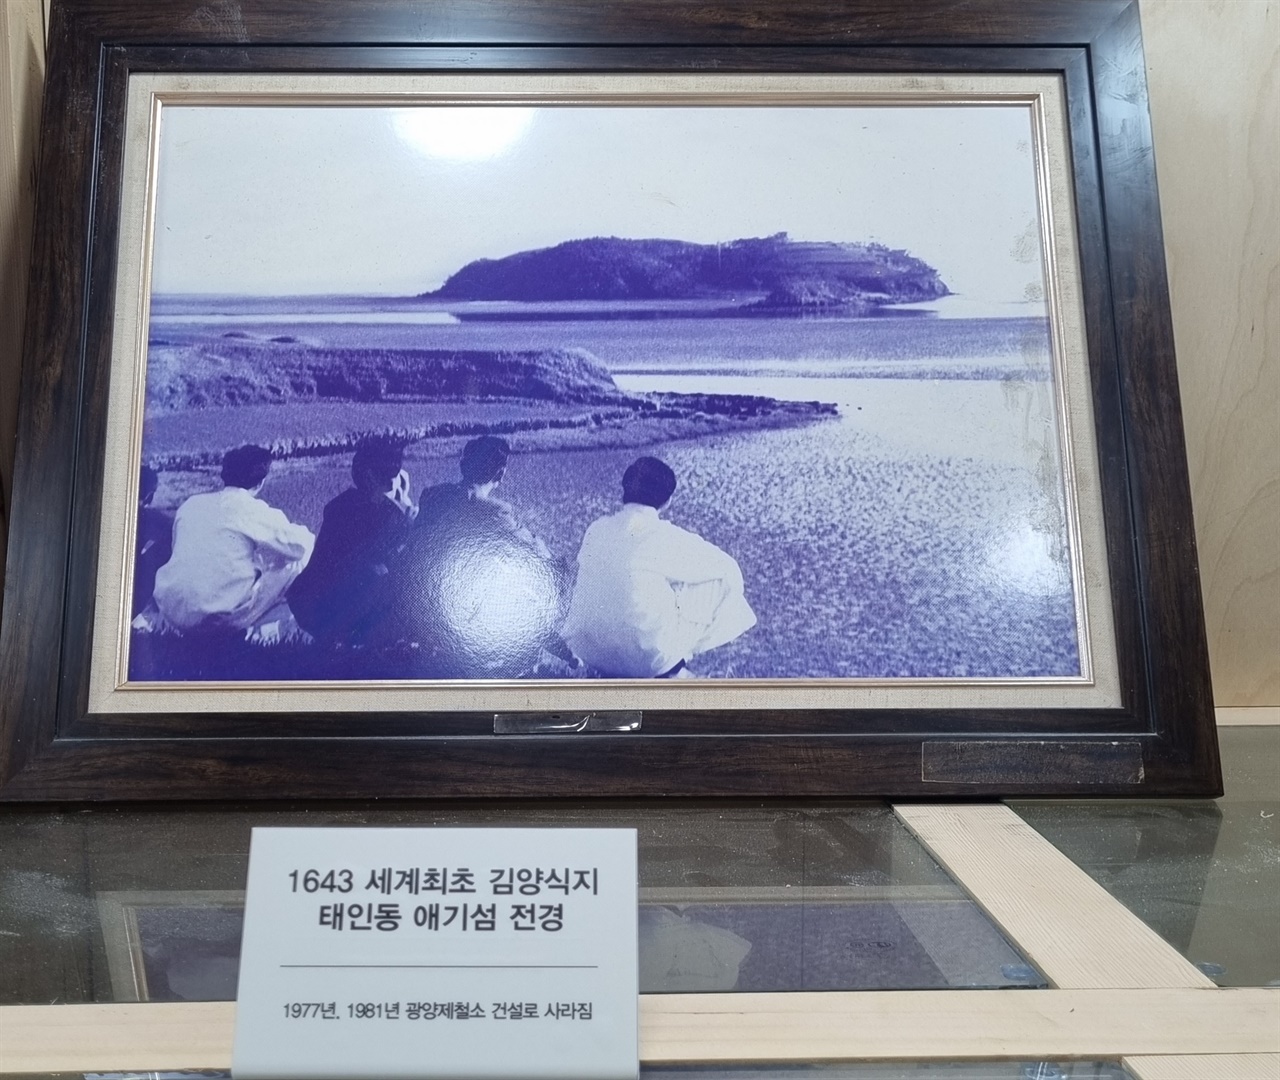 1643 세계최초 김양식지
태인동 애기섬 전경
1977년. 1981년 광양제철소 건설로 사라짐